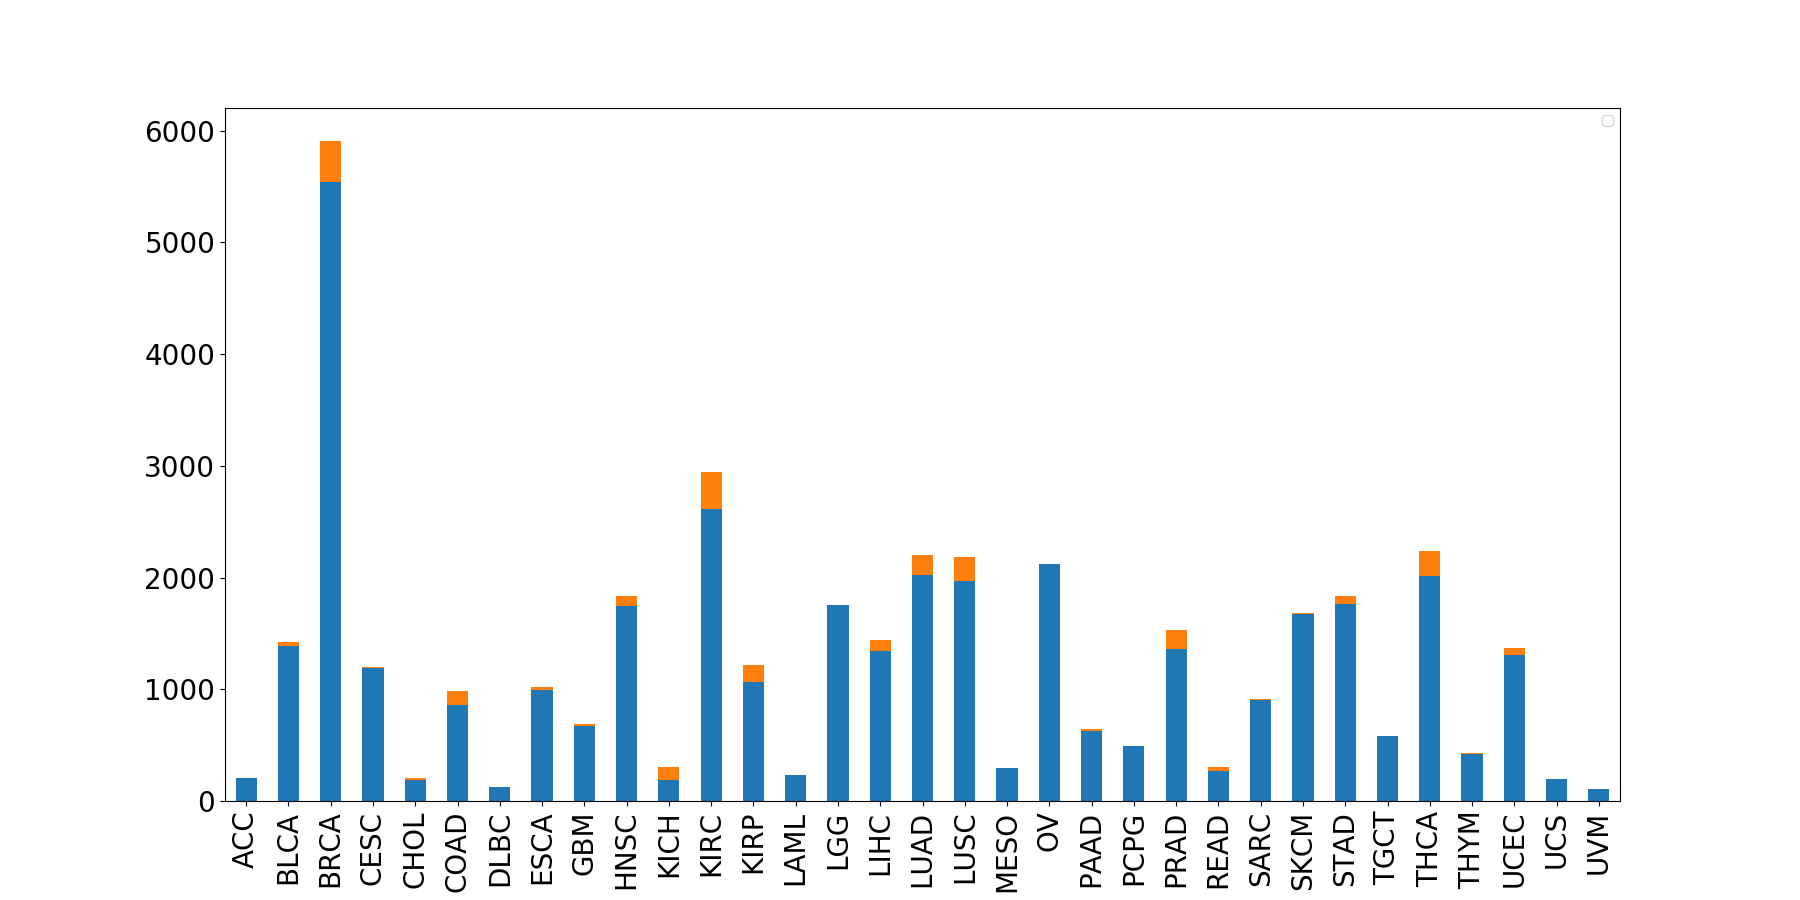 6000
5000
4000
3000
2000
1000
0
ACC
BLCA
BRCA
CESC
CHOL
COAD
DLBC
ESCA
GBM
HNSC
KICH
KIRC
KIRP
LAML
LGG
LIHC
LUAD
LUSC
MESO
OV
PAAD
PCPG
PRAD
READ
SARC
SKCM
STAD
TGCT
THCA
THYM
UCEC
UCS
UVM